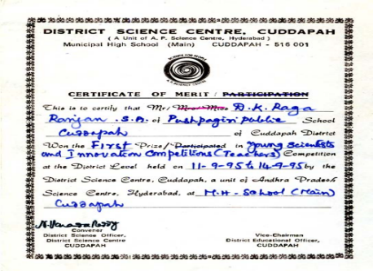 DISTRICT SCIENCE CENTRE, CUDDAPAH
( A Unit of A. P. Science Centre, Hyderabad )
Municipal High School (Main) CUDDAPAH - 516 001
CERTIFICATE OF MERIT / PARTICIPATION
This is to certify that Mr/ D.K. Raga
Ranjan .S.A. of Pushpagiri Public School
Cuddapah of Cuddapah District
Won the First Prize/Participated in Young Scientists
and Innovation Competitions (Teachers) Competition
at the District Level held on 11-9-95 & 14-9-95 by the
District Science Centre, Cuddapah, a unit of Andhra Pradesh
Science Centre, Hyderabad, at M.H. School (Main)
Cuddapah
Convenor
District Science Officer,
District Science Centre
CUDDAPAH
Vice-Chairman
District Educational Officer,
CUDDAPAH